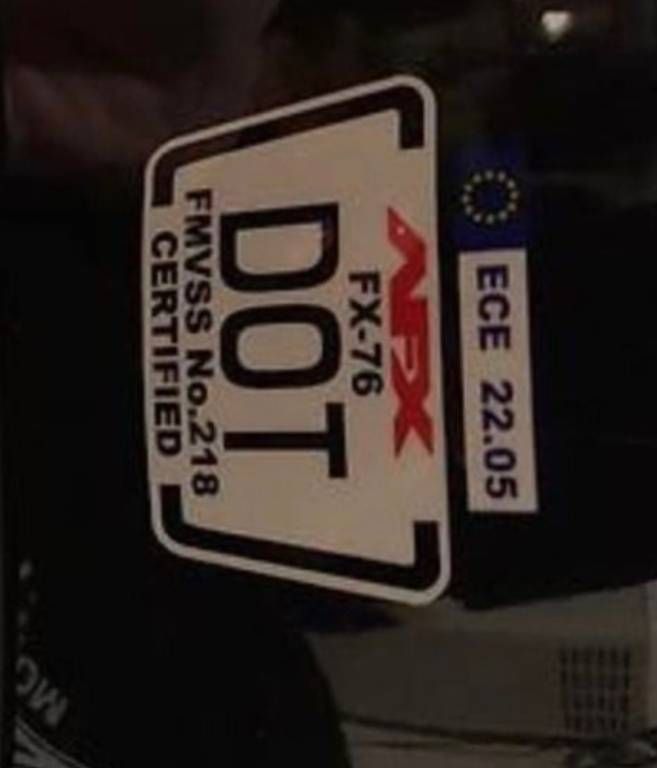 ECE 22.05
AFX
FX-76
DOT
FMVSS No.218
CERTIFIED